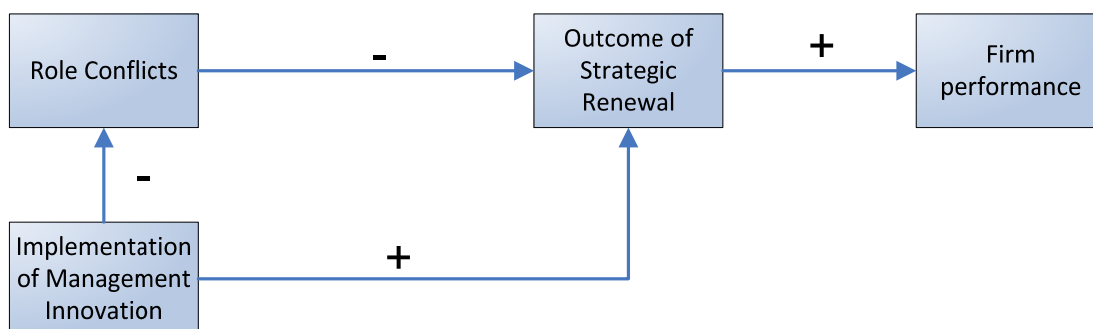 Role Conflicts
-
Outcome of
Strategic
Renewal
+
Firm
performance
-
Implementation
of Management
Innovation
+